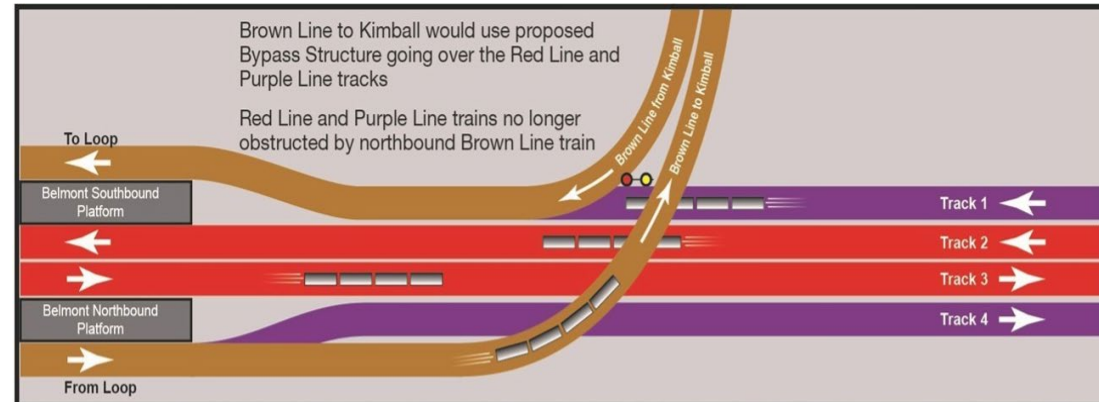 Brown Line to Kimball would use proposed
Bypass Structure going over the Red Line and
Purple Line tracks
Red Line and Purple Line trains no longer
obstructed by northbound Brown Line train
To Loop
Brown Line from Kimball
Brown Line to Kimball
Belmont Southbound
Platform
Track 1
Track 2
Track 3
Belmont Northbound
Platform
Track 4
From Loop